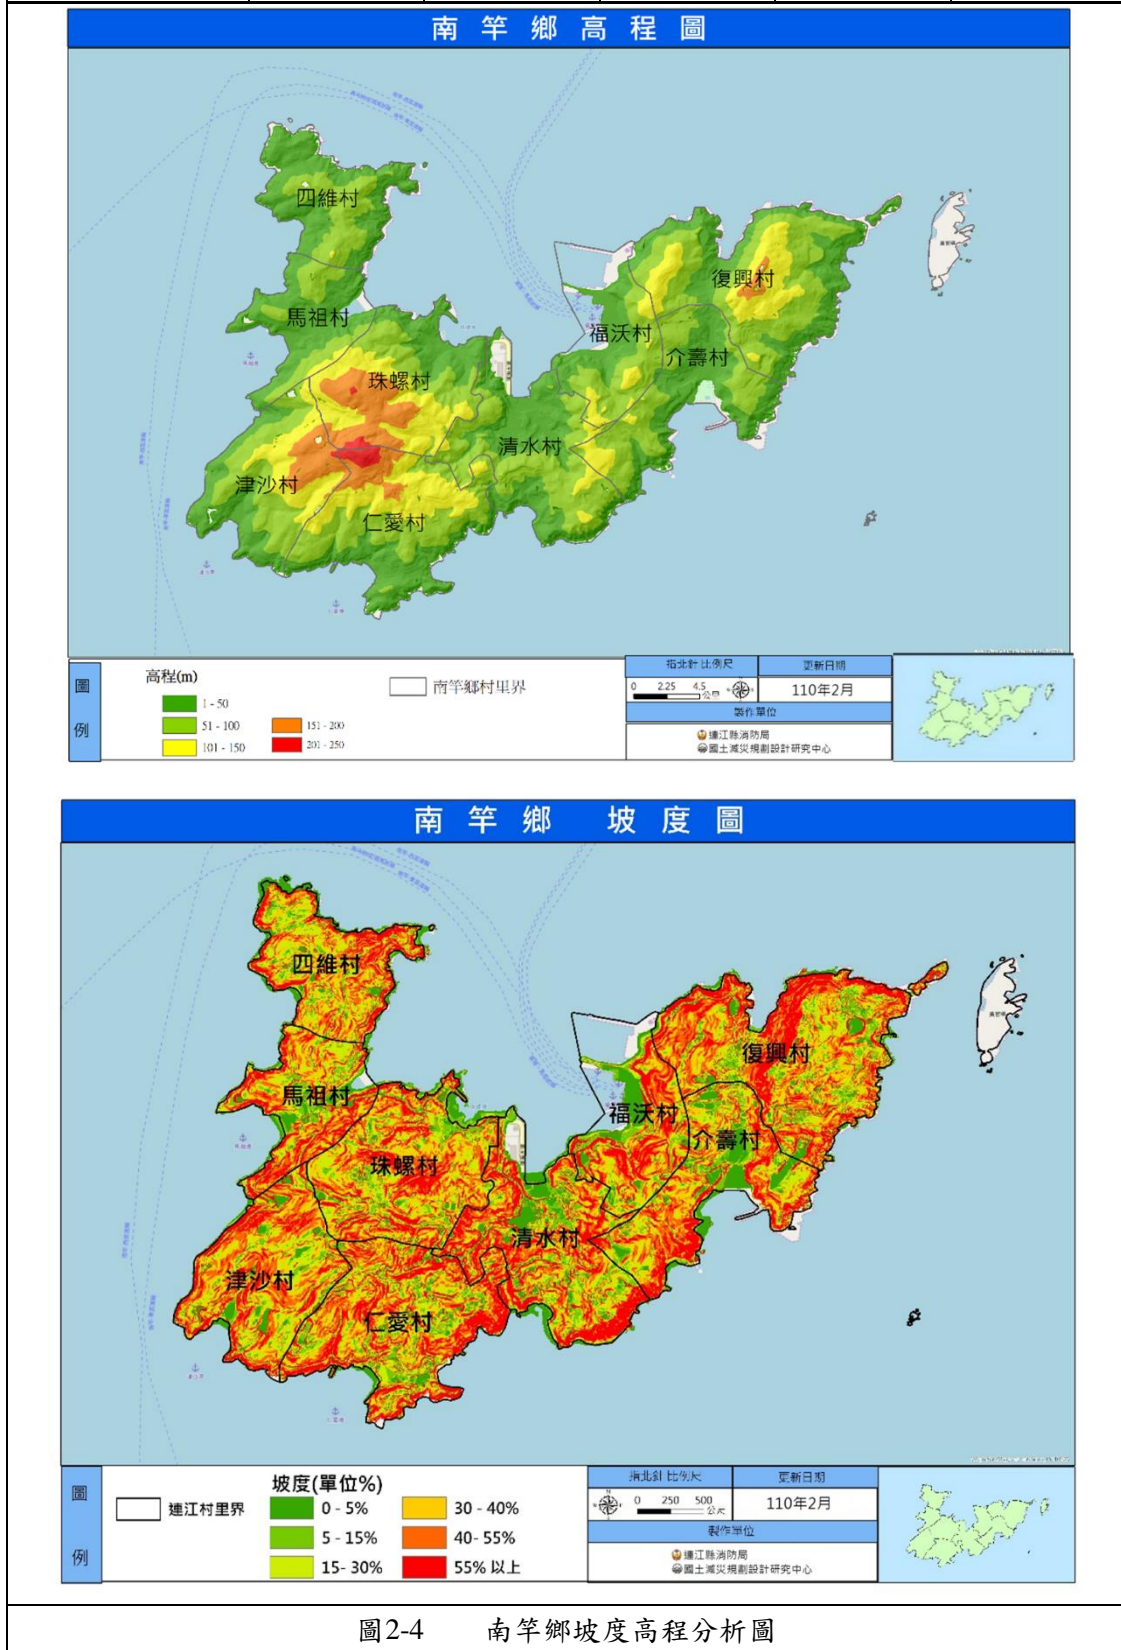 南竿鄉高程圖
四維村
馬祖村
珠螺村
津沙村
仁愛村
清水村
福沃村
介壽村
復興村
圖例
高程(m)
1 - 50
51 - 100
101 - 150
151 - 200
201 - 250
南竿鄉村里界
指北針 比例尺
0 2.25 4.5
公里
更新日期
110年2月
製作單位
連江縣消防局
國土減災規劃設計研究中心
南竿鄉 坡度圖
四維村
馬祖村
珠螺村
津沙村
仁愛村
清水村
福沃村
介壽村
復興村
圖例
連江村里界
坡度(單位%)
0 - 5%
5 - 15%
15- 30%
30 - 40%
40- 55%
55% 以上
指北針 比例尺
N
0 250 500
公尺
更新日期
110年2月
製作單位
連江縣消防局
國土減災規劃設計研究中心
圖2-4 南竿鄉坡度高程分析圖